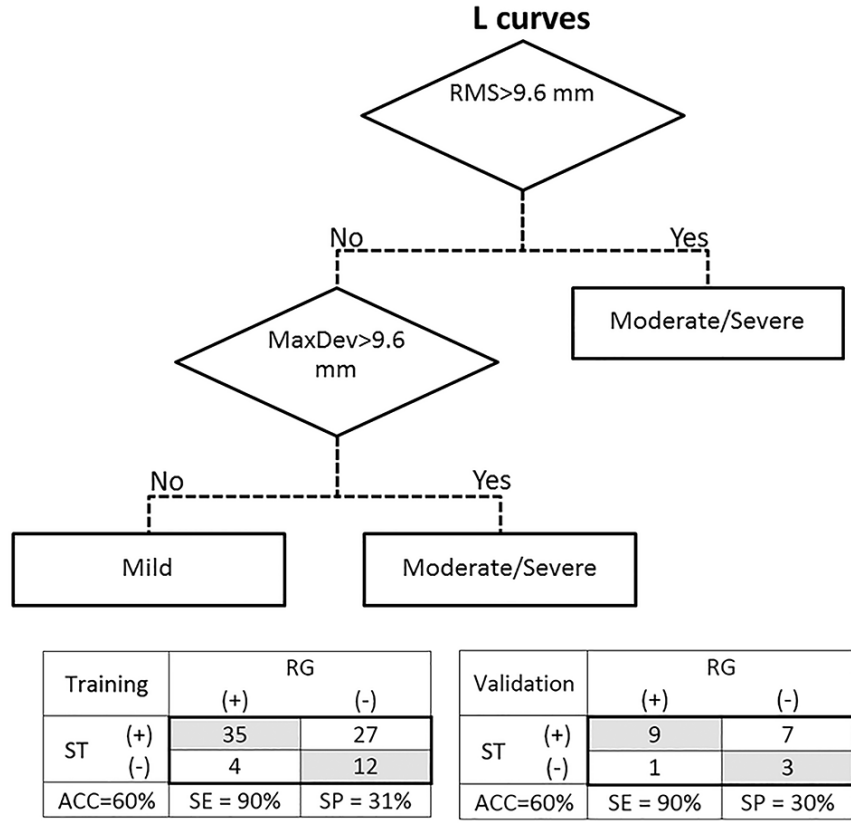 L curves
RMS>9.6 mm
No
Yes
Moderate/Severe
MaxDev>9.6
mm
No
Yes
Mild
Moderate/Severe
Training
RG
(+) (-)
ST (+) 35 27
(-) 4 12
ACC=60% SE = 90% SP = 31%
Validation
RG
(+) (-)
ST (+) 9 7
(-) 1 3
ACC=60% SE = 90% SP = 30%